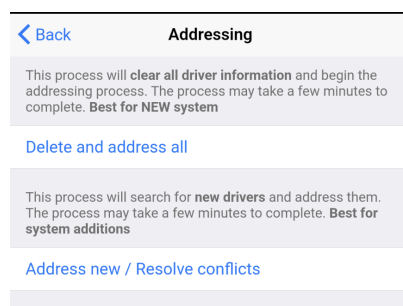 Back
Addressing
This process will clear all driver information and begin the
addressing process. The process may take a few minutes to
complete. Best for NEW system
Delete and address all
This process will search for new drivers and address them.
The process may take a few minutes to complete. Best for
system additions
Address new / Resolve conflicts